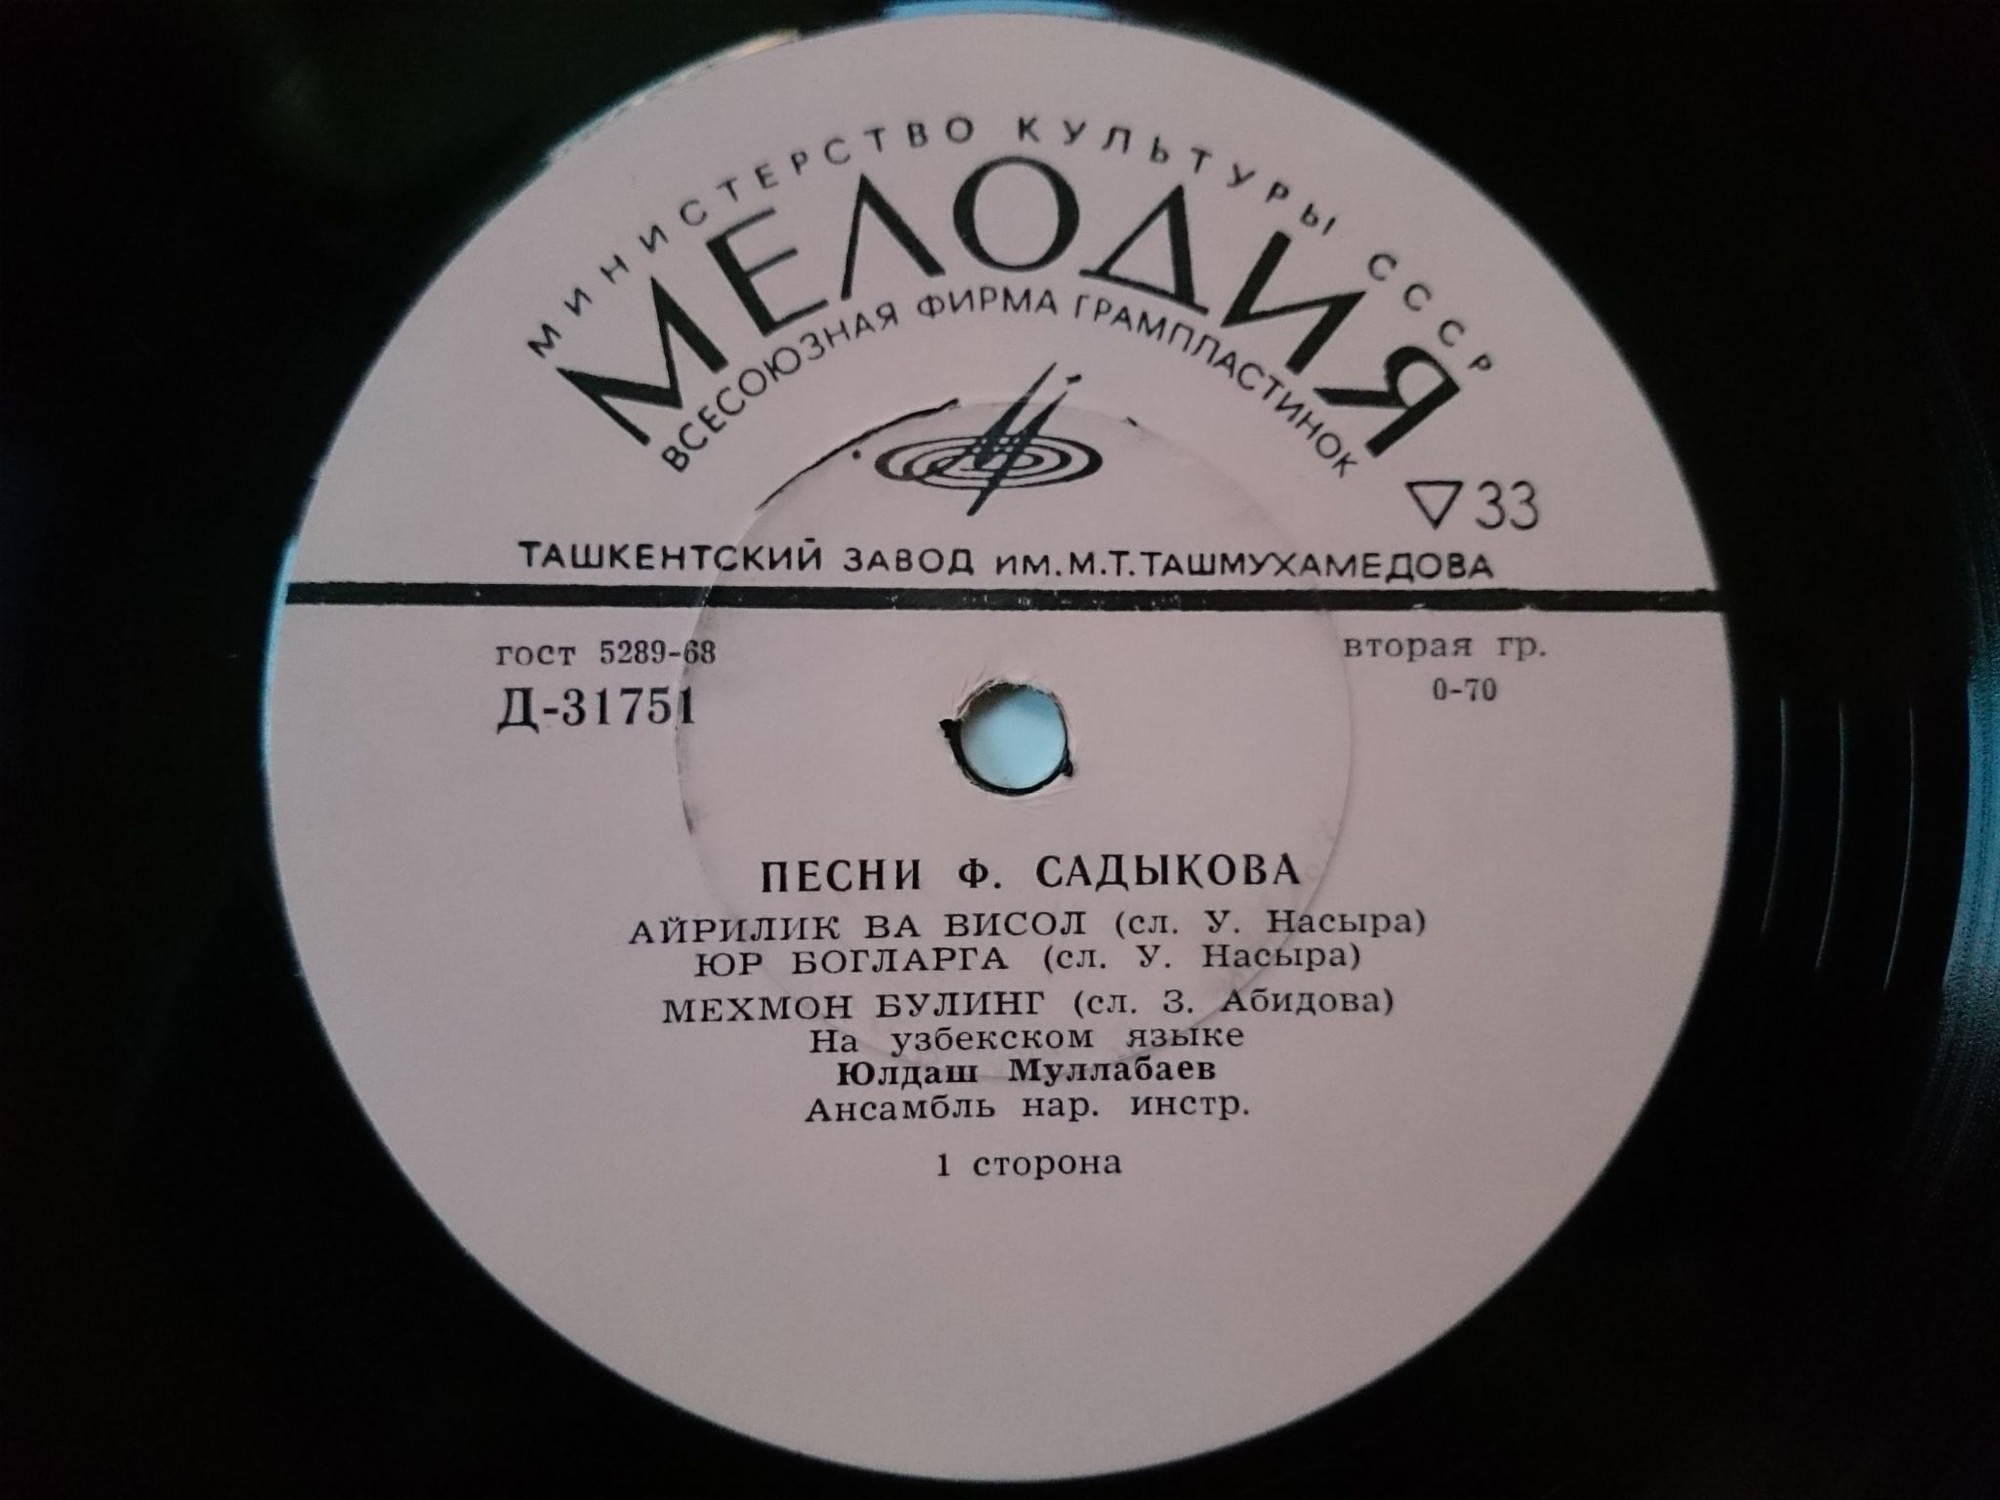 МИНИСТЕРСТВО КУЛЬТУРЫ СССР
МЕЛОДИЯ
ВСЕСОЮЗНАЯ ФИРМА ГРАМПЛАСТИНОК
33
ТАШКЕНТСКИЙ ЗАВОД ИМ.М.Т.ТАШМУХАМЕДОВА
гост 5289-68
вторая гр.
Д-31751
0-70
ПЕСНИ Ф. САДЫКОВА
АЙРИЛИК ВА ВИСОЛ (сл. У. Насыра)
ЮР БОГЛАРГА (сл. У. Насыра)
МЕХМОН БУЛИНГ (сл. З. Абидова)
На узбекском языке
Юлдаш Муллабаев
Ансамбль нар. инстр.
1 сторона